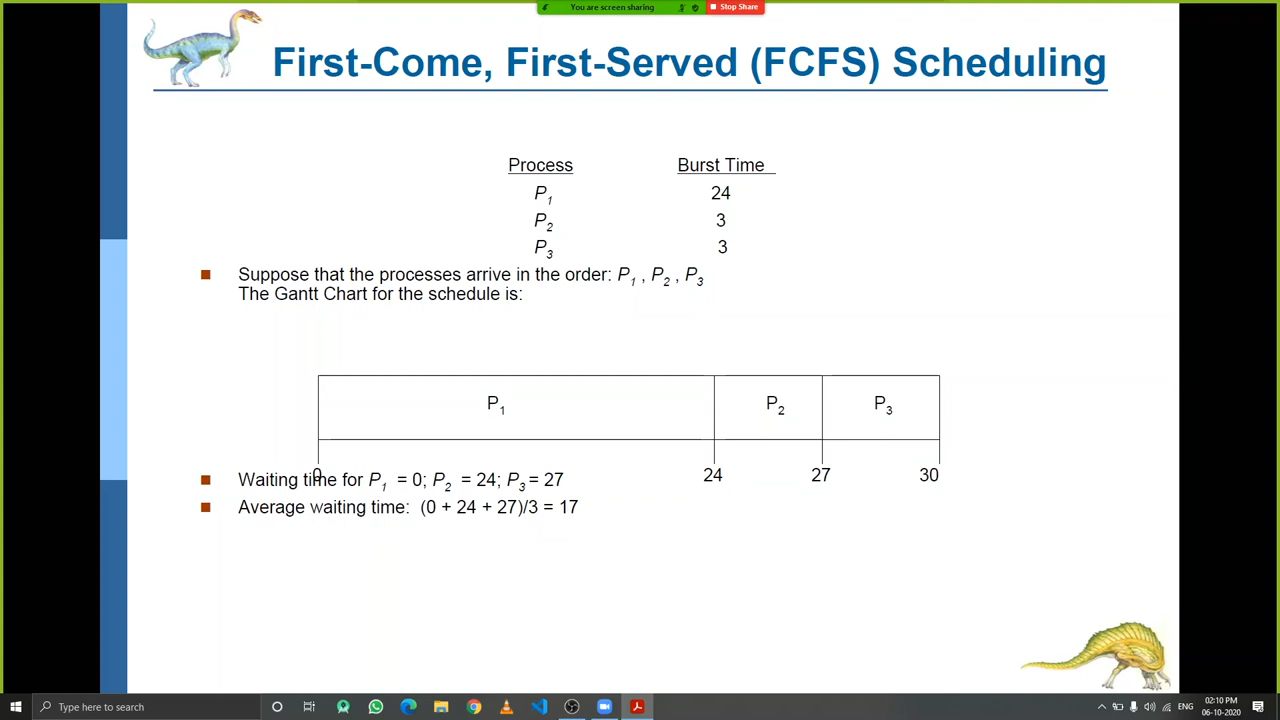 You are screen sharing
Stop Share
First-Come, First-Served (FCFS) Scheduling
Process Burst Time
P1 24
P2 3
P3 3
Suppose that the processes arrive in the order: P1 , P2 , P3
The Gantt Chart for the schedule is:
P1 P2 P3
0 24 27 30
Waiting time for P1 = 0; P2 = 24; P3 = 27
Average waiting time: (0 + 24 + 27)/3 = 17
Type here to search
ENG
02:10 PM
06-10-2020